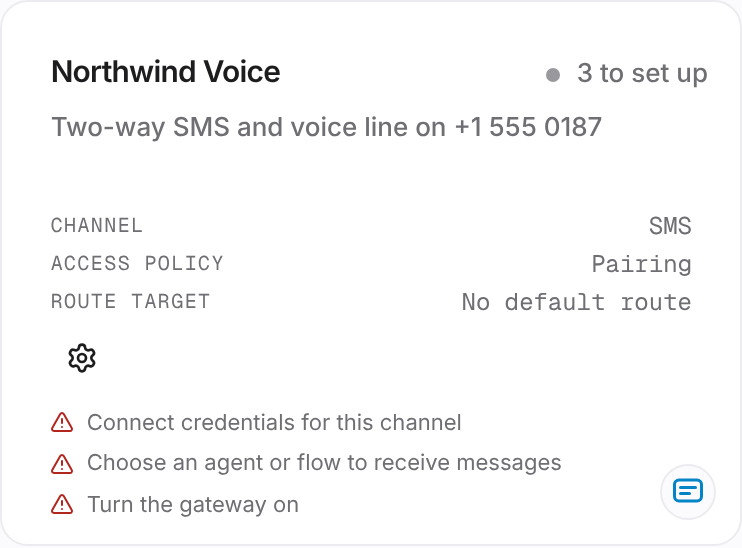 Northwind Voice
3 to set up
Two-way SMS and voice line on +1 555 0187
CHANNEL SMS
ACCESS POLICY Pairing
ROUTE TARGET No default route
Connect credentials for this channel
Choose an agent or flow to receive messages
Turn the gateway on